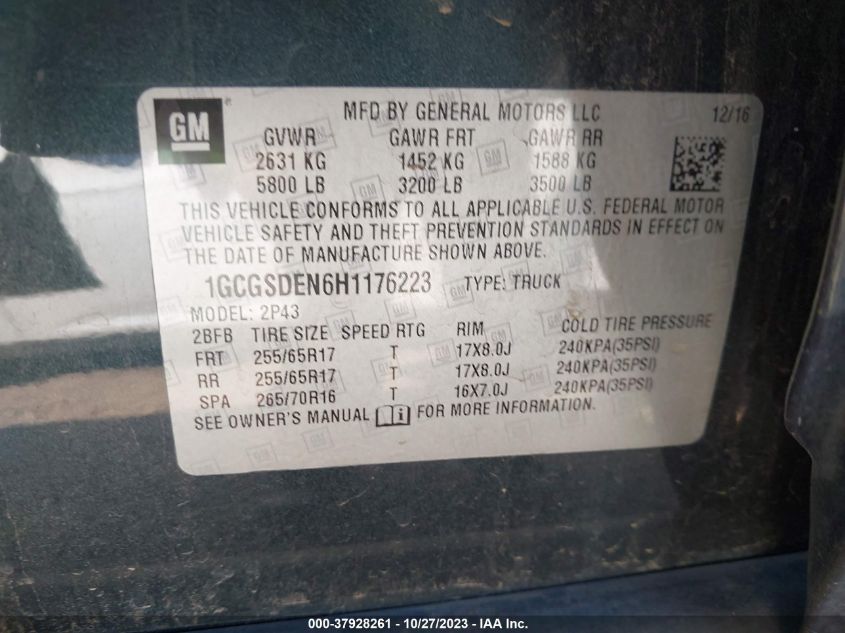 GM
MFD BY GENERAL MOTORS LLC 12/16
GVWR GAWR FRT GAWR RR
2631 KG 1452 KG 1588 KG
5800 LB 3200 LB 3500 LB
THIS VEHICLE CONFORMS TO ALL APPLICABLE U.S. FEDERAL MOTOR
VEHICLE SAFETY AND THEFT PREVENTION STANDARDS IN EFFECT ON
THE DATE OF MANUFACTURE SHOWN ABOVE.
1GCGSDEN6H1176223 TYPE: TRUCK
MODEL: 2P43
2BFB TIRE SIZE SPEED RTG RIM COLD TIRE PRESSURE
FRT 255/65R17 T 17X8.0J 240KPA(35PSI)
RR 255/65R17 T 17X8.0J 240KPA(35PSI)
SPA 265/70R16 T 16X7.0J 240KPA(35PSI)
SEE OWNER'S MANUAL FOR MORE INFORMATION.
000-37928261 - 10/27/2023 - IAA Inc.